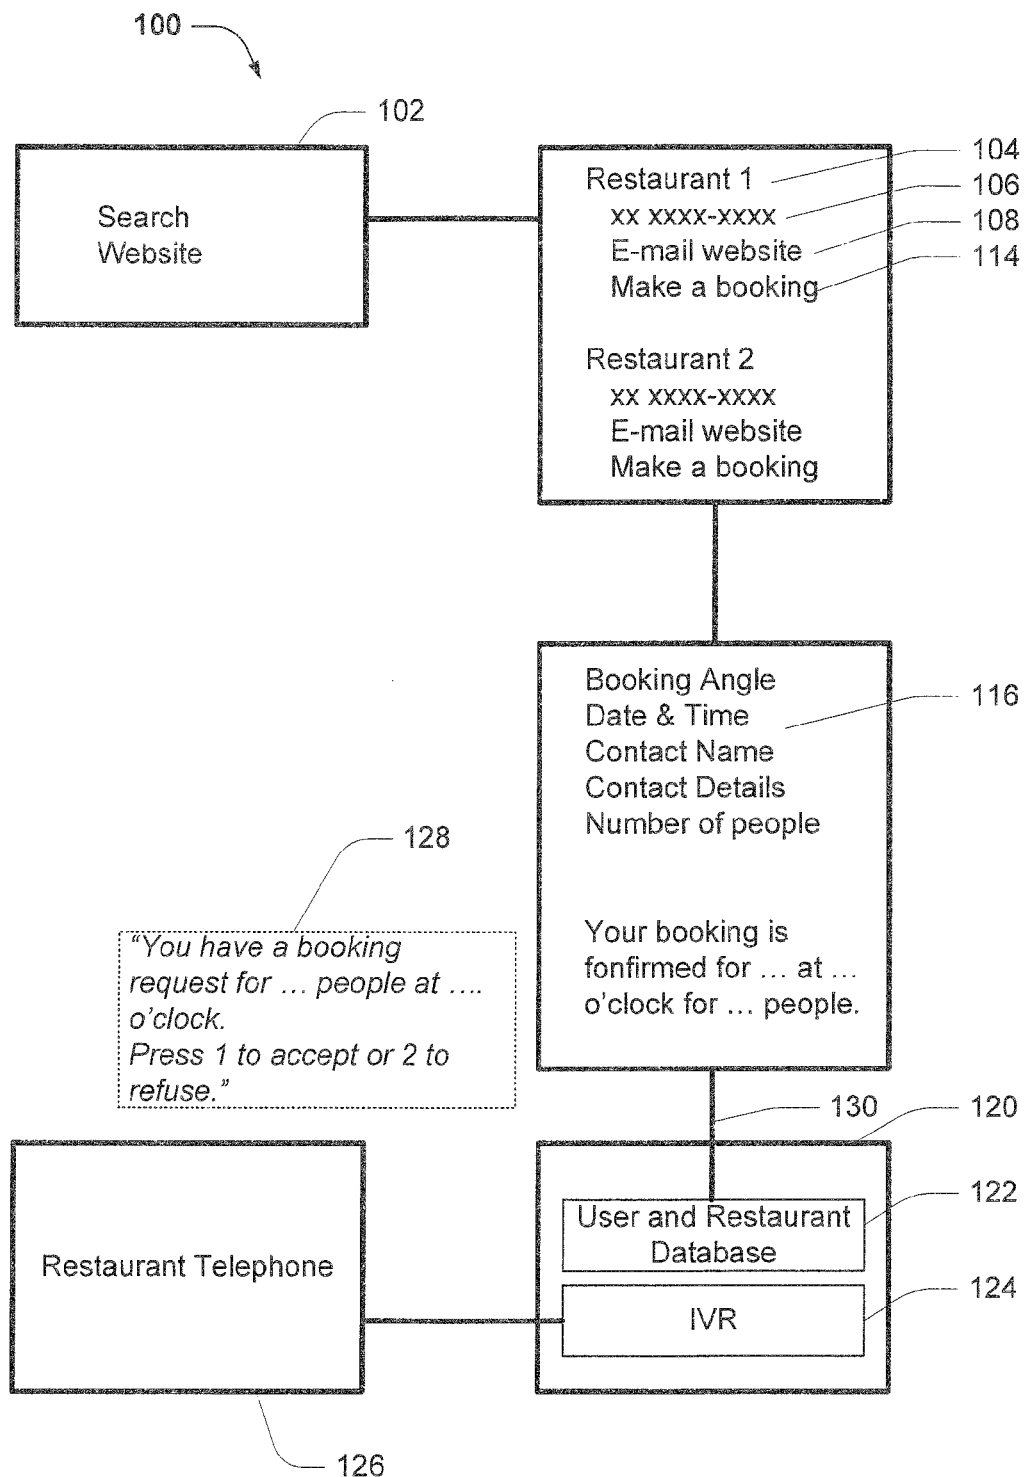 100
102
Search
Website
Restaurant 1
104
xx xxxx-xxxx
106
E-mail website
108
Make a booking
114
Restaurant 2
xx xxxx-xxxx
E-mail website
Make a booking
Booking Angle
Date & Time
Contact Name
Contact Details
Number of people
116
Your booking is
fonfirmed for ... at ...
o'clock for ... people.
128
“You have a booking
request for ... people at ....
o'clock.
Press 1 to accept or 2 to
refuse.”
130
120
User and Restaurant
Database
122
IVR
124
Restaurant Telephone
126